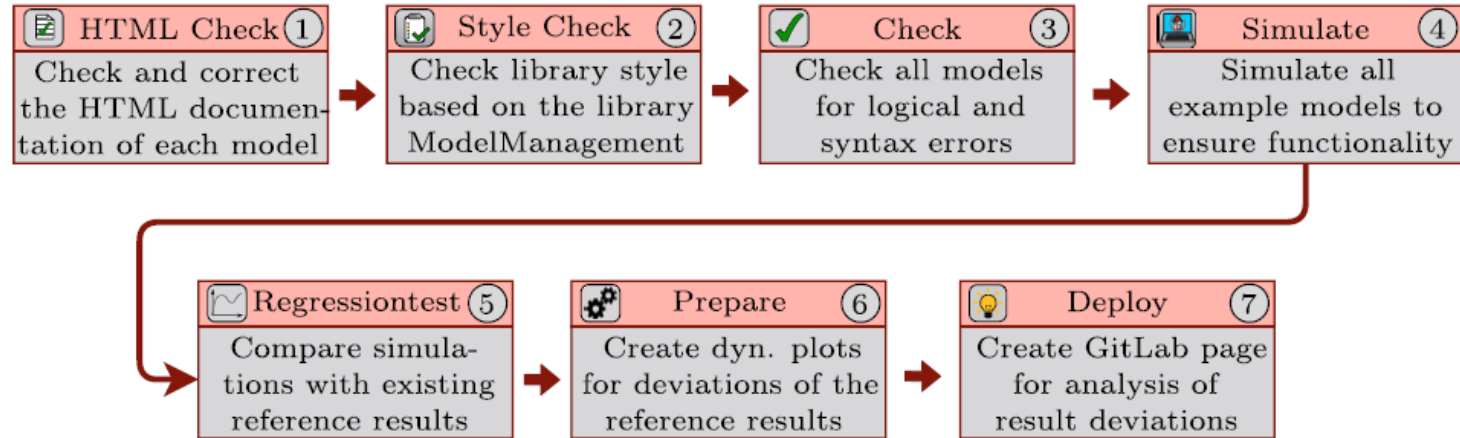 HTML Check 1
Check and correct
the HTML documen-
tation of each model
Style Check 2
Check library style
based on the library
ModelManagement
Check 3
Check all models
for logical and
syntax errors
Simulate 4
Simulate all
example models to
ensure functionality
Regressiontest 5
Compare simula-
tions with existing
reference results
Prepare 6
Create dyn. plots
for deviations of the
reference results
Deploy 7
Create GitLab page
for analysis of
result deviations